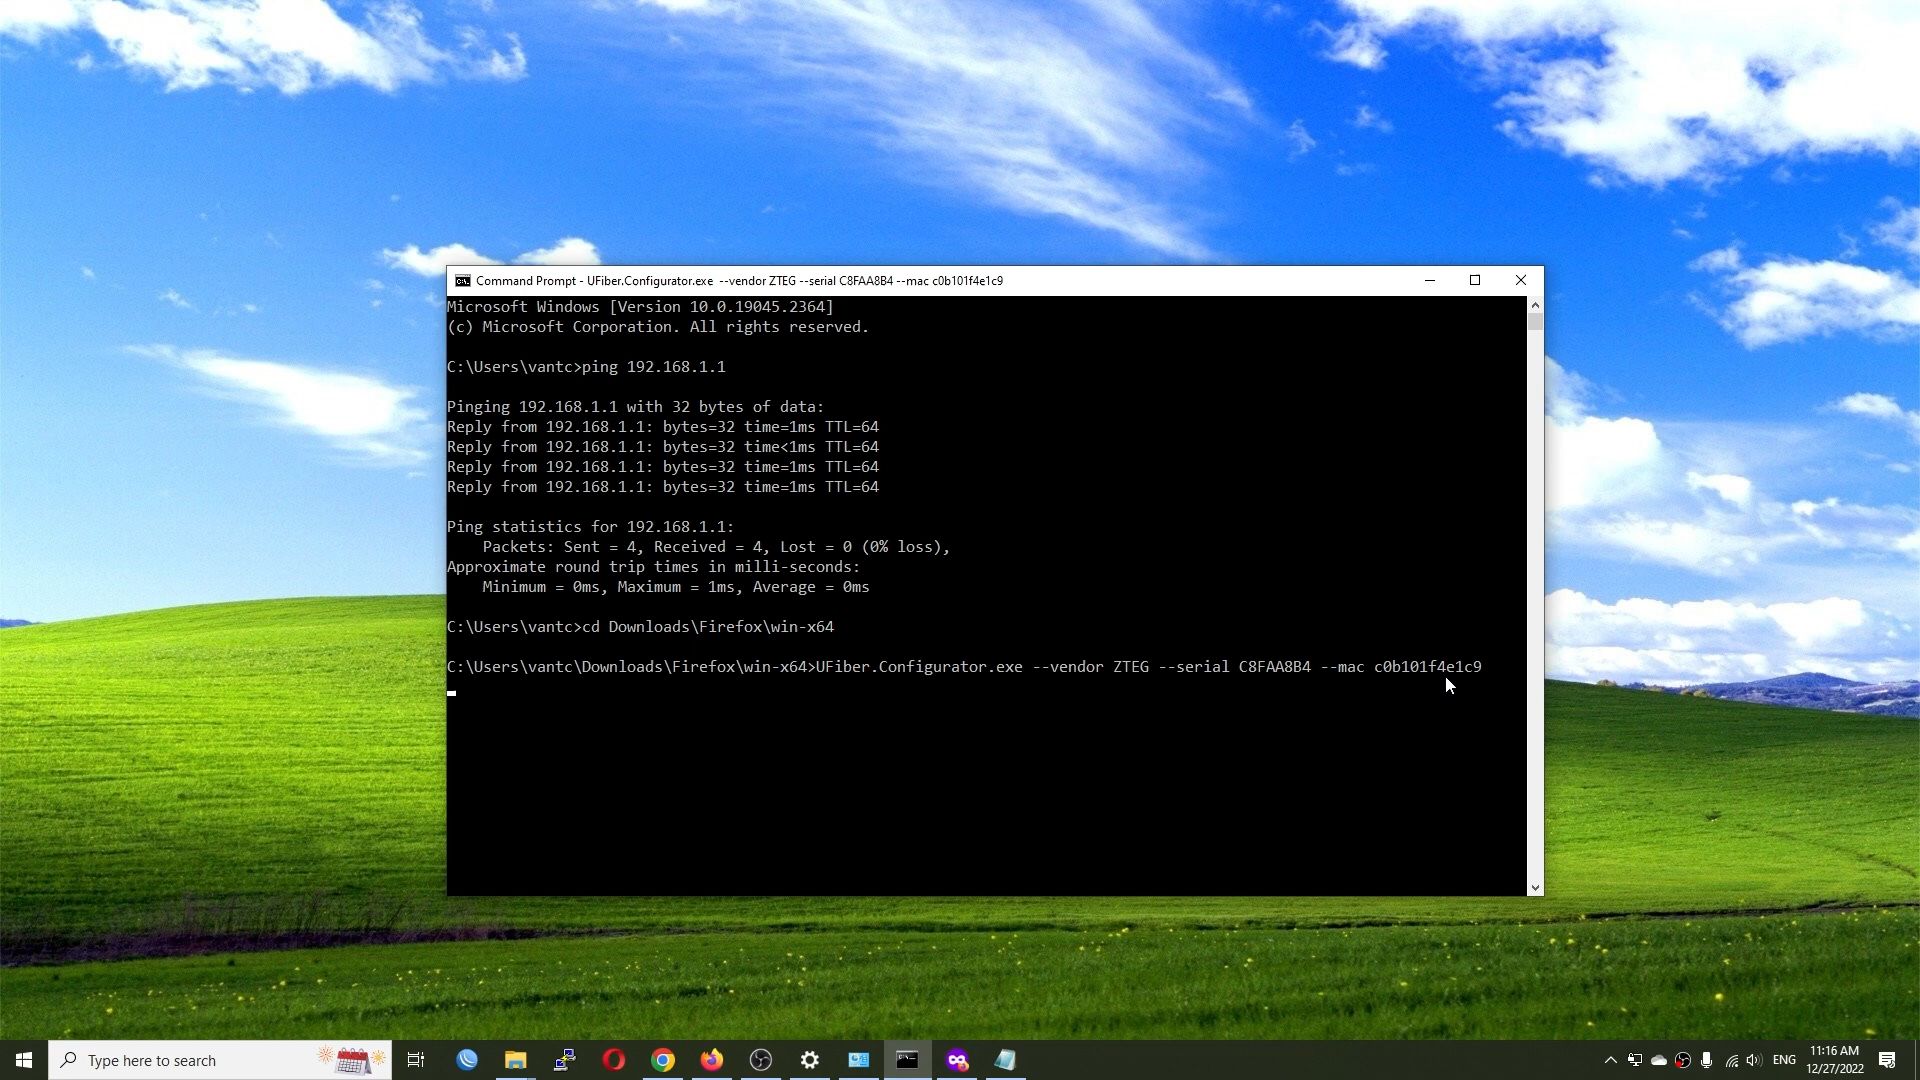 Command Prompt - UFiber.Configurator.exe  --vendor ZTEG --serial C8FAA8B4 --mac c0b101f4e1c9
Microsoft Windows [Version 10.0.19045.2364]
(c) Microsoft Corporation. All rights reserved.
C:\Users\vantc>ping 192.168.1.1
Pinging 192.168.1.1 with 32 bytes of data:
Reply from 192.168.1.1: bytes=32 time=1ms TTL=64
Reply from 192.168.1.1: bytes=32 time<1ms TTL=64
Reply from 192.168.1.1: bytes=32 time=1ms TTL=64
Reply from 192.168.1.1: bytes=32 time=1ms TTL=64
Ping statistics for 192.168.1.1:
    Packets: Sent = 4, Received = 4, Lost = 0 (0% loss),
Approximate round trip times in milli-seconds:
    Minimum = 0ms, Maximum = 1ms, Average = 0ms
C:\Users\vantc>cd Downloads\Firefox\win-x64
C:\Users\vantc\Downloads\Firefox\win-x64>UFiber.Configurator.exe --vendor ZTEG --serial C8FAA8B4 --mac c0b101f4e1c9
Type here to search
ENG
11:16 AM
12/27/2022